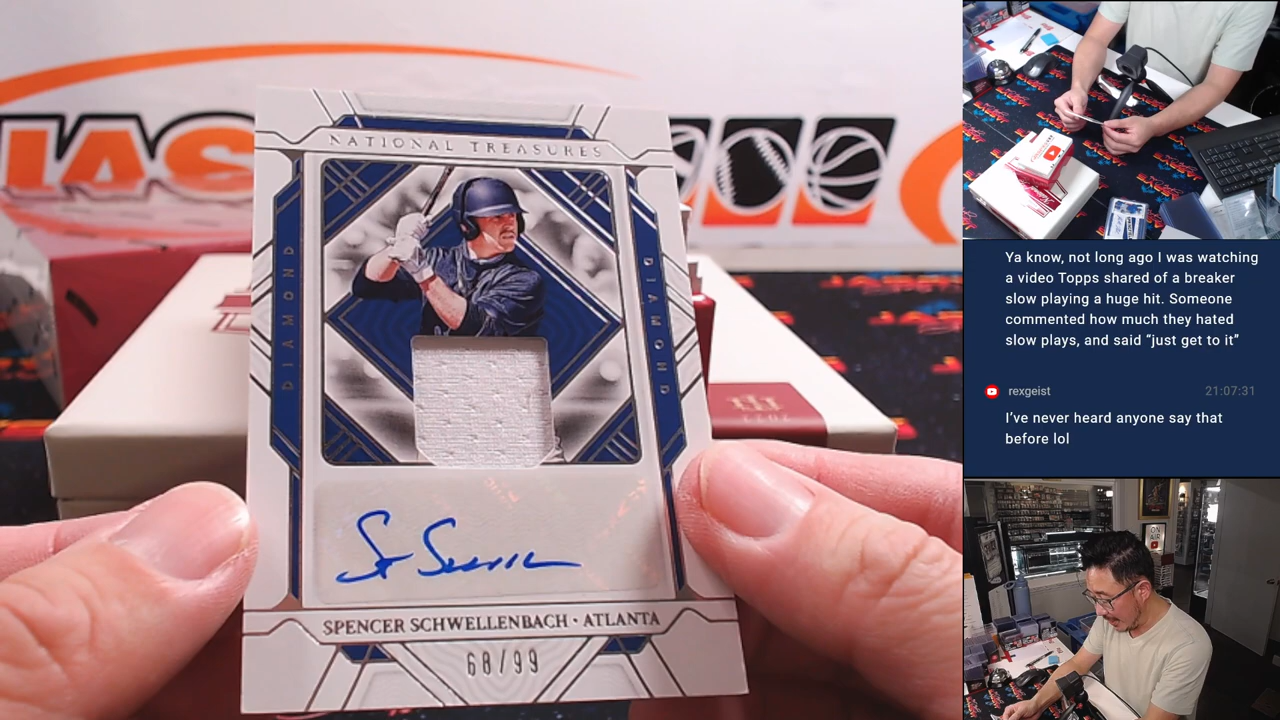 NATIONAL TREASURES
DIAMOND
DIAMOND
SPENCER SCHWELLENBACH · ATLANTA
68/99
Ya know, not long ago I was watching
a video Topps shared of a breaker
slow playing a huge hit. Someone
commented how much they hated
slow plays, and said “just get to it”
rexgeist
21:07:31
I’ve never heard anyone say that
before lol
ON
AIR